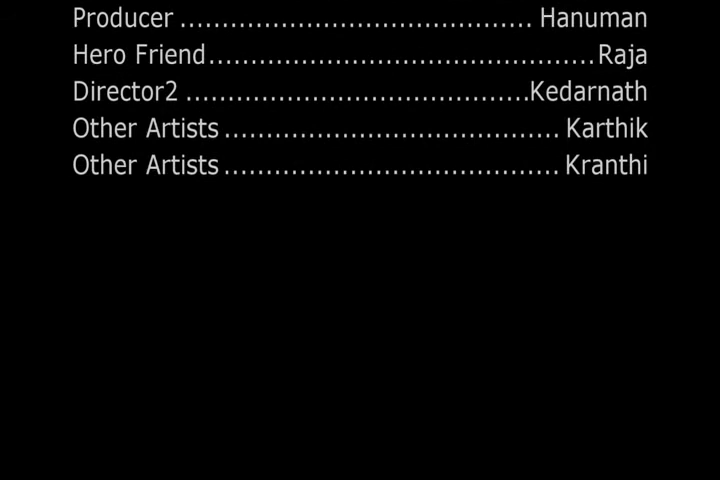 Producer .......................................... Hanuman
Hero Friend..............................................Raja
Director2 .........................................Kedarnath
Other Artists ........................................ Karthik
Other Artists ........................................ Kranthi